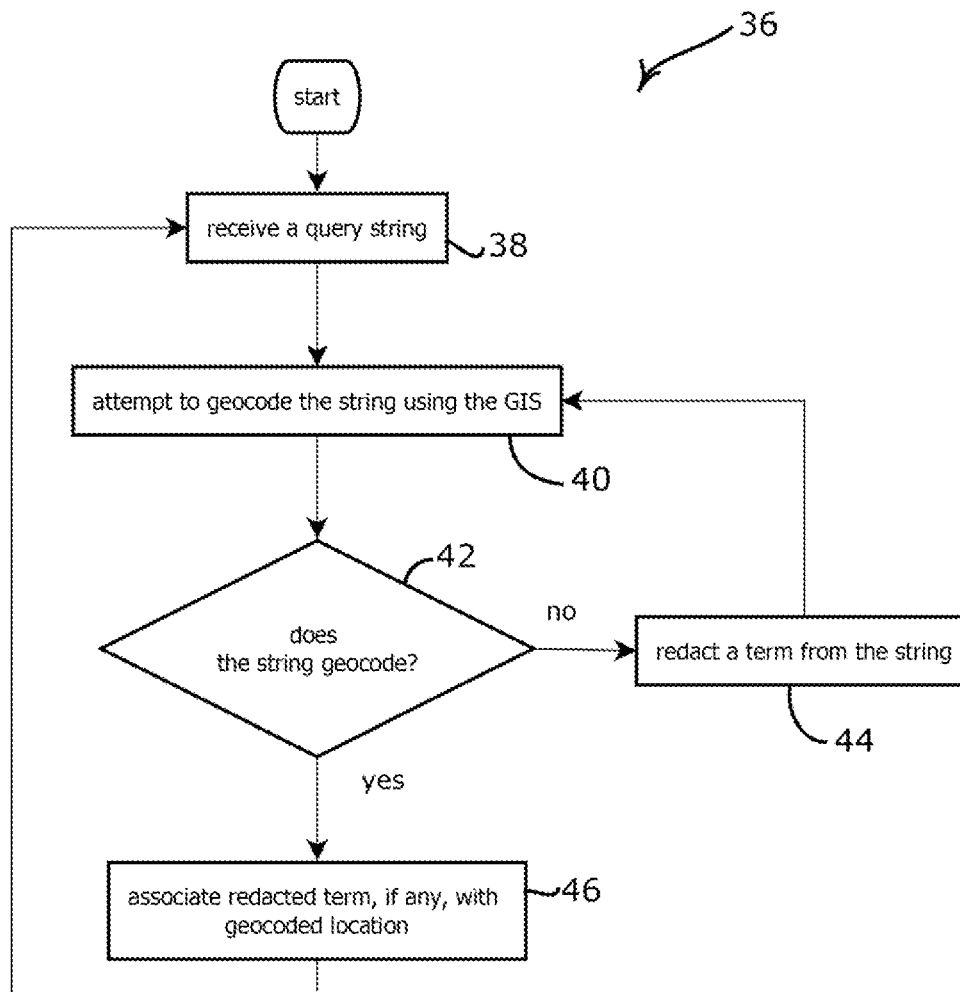 36
start
receive a query string
38
attempt to geocode the string using the GIS
40
42
does
the string geocode?
no
redact a term from the string
44
yes
associate redacted term, if any, with
geocoded location
46